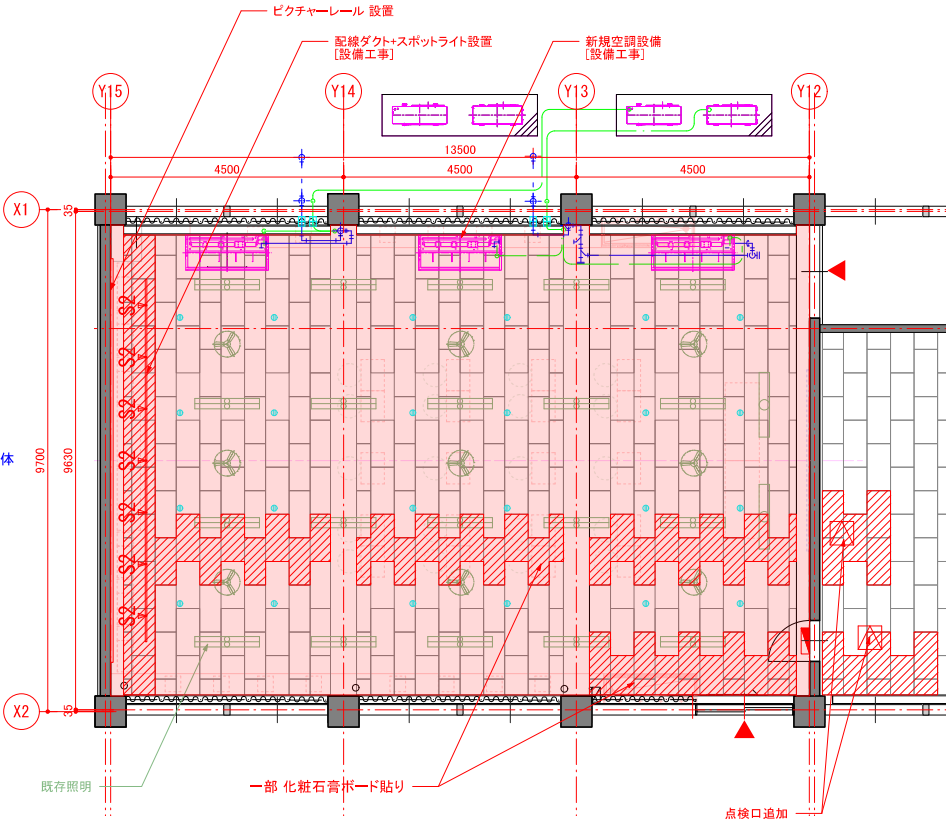 ピクチャーレール 設置
配線ダクト+スポットライト設置
[設備工事]
新規空調設備
[設備工事]
Y15
Y14
Y13
Y12
13500
4500
4500
4500
X1
35
S2
S2
S2
S2
S2
S2
S2
体
9700
9630
X2
35
既存照明
一部 化粧石膏ボード貼り
点検口追加